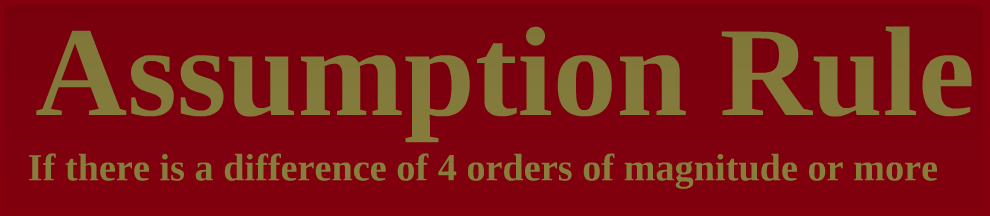 Assumption Rule
If there is a difference of 4 orders of magnitude or more